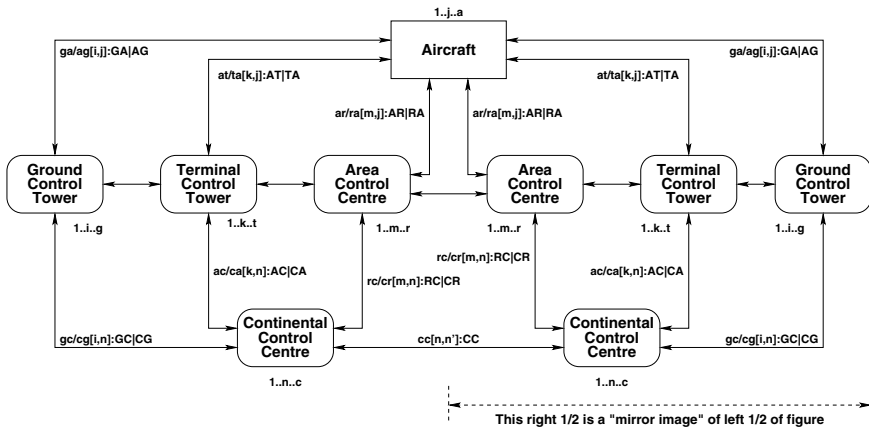 1..j..a
Aircraft
ga/ag[i,j]:GA|AG
ga/ag[i,j]:GA|AG
at/ta[k,j]:AT|TA
at/ta[k,j]:AT|TA
ar/ra[m,j]:AR|RA
ar/ra[m,j]:AR|RA
Ground
Control
Tower
Terminal
Control
Tower
Area
Control
Centre
Area
Control
Centre
Terminal
Control
Tower
Ground
Control
Tower
1..i..g
1..k..t
1..m..r
1..m..r
1..k..t
1..i..g
rc/cr[m,n]:RC|CR
ac/ca[k,n]:AC|CA
rc/cr[m,n]:RC|CR
ac/ca[k,n]:AC|CA
gc/cg[i,n]:GC|CG
Continental
Control
Centre
cc[n,n']:CC
Continental
Control
Centre
gc/cg[i,n]:GC|CG
1..n..c
1..n..c
This right 1/2 is a "mirror image" of left 1/2 of figure